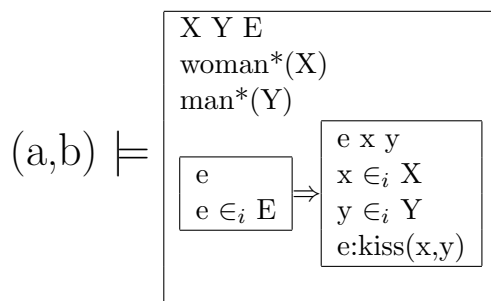 X Y E
woman*(X)
man*(Y)
(a,b) ⊨
e
e ∈ᵢ E
⇒
e x y
x ∈ᵢ X
y ∈ᵢ Y
e:kiss(x,y)